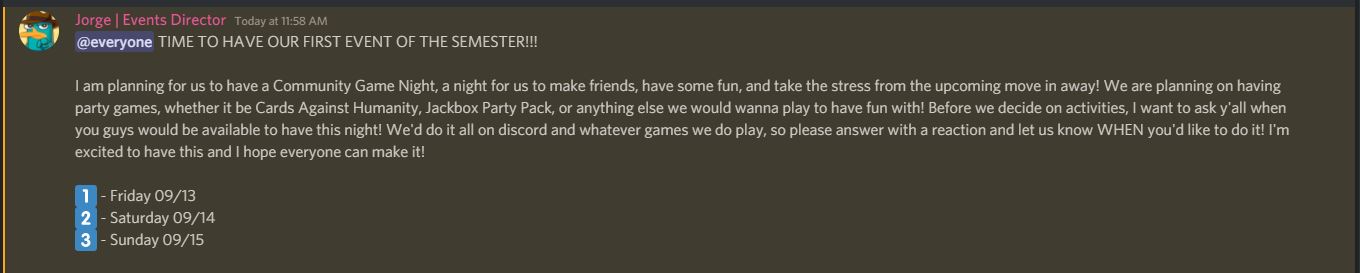 Jorge | Events Director Today at 11:58 AM
@everyone TIME TO HAVE OUR FIRST EVENT OF THE SEMESTER!!!
I am planning for us to have a Community Game Night, a night for us to make friends, have some fun, and take the stress from the upcoming move in away! We are planning on having
party games, whether it be Cards Against Humanity, Jackbox Party Pack, or anything else we would wanna play to have fun with! Before we decide on activities, I want to ask y'all when
you guys would be available to have this night! We'd do it all on discord and whatever games we do play, so please answer with a reaction and let us know WHEN you'd like to do it! I'm
excited to have this and I hope everyone can make it!
1 - Friday 09/13
2 - Saturday 09/14
3 - Sunday 09/15